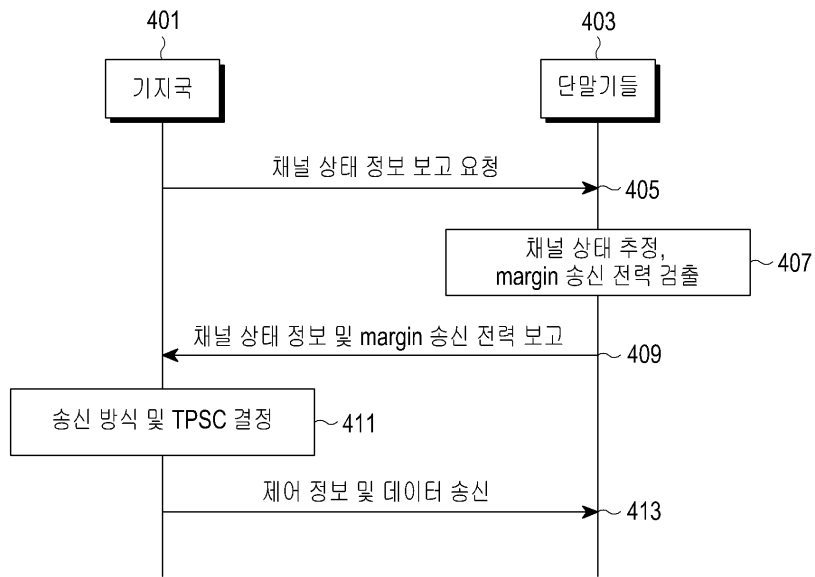 401
403
기지국
단말기들
채널 상태 정보 보고 요청
405
채널 상태 추정,
margin 송신 전력 검출
407
채널 상태 정보 및 margin 송신 전력 보고
409
송신 방식 및 TPSC 결정
411
제어 정보 및 데이터 송신
413